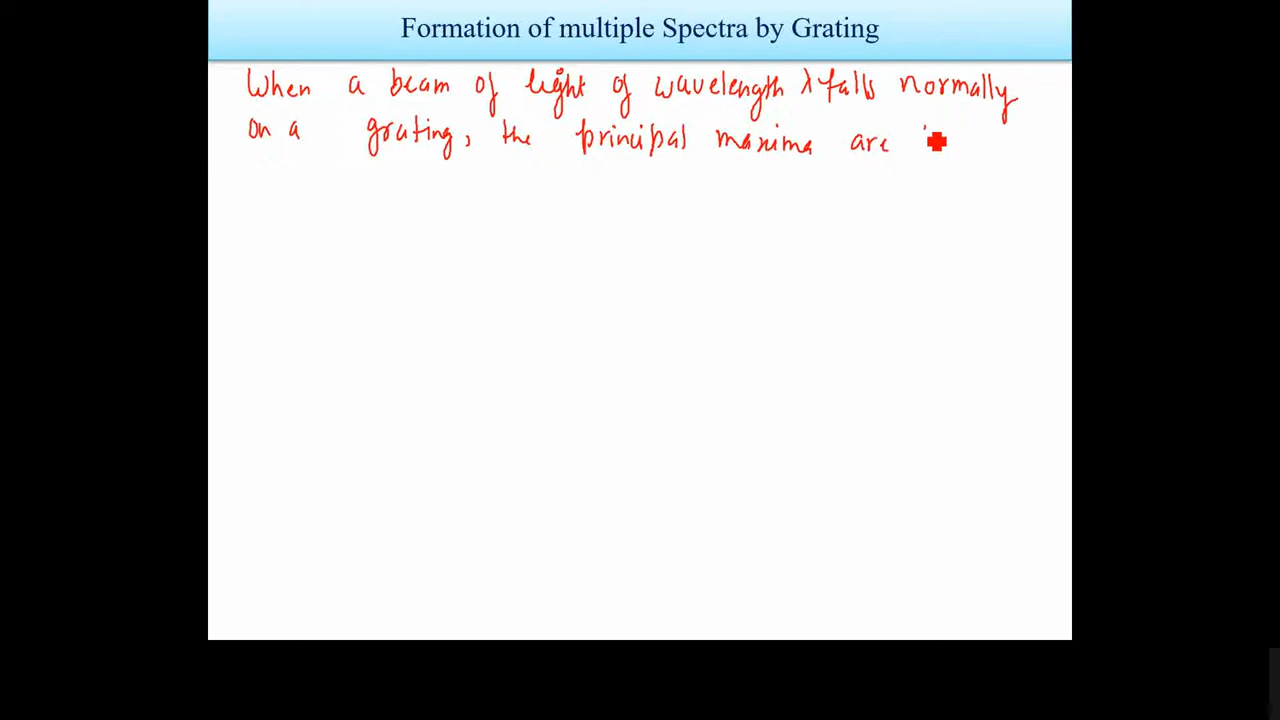 Formation of multiple Spectra by Grating
When a beam of light of wavelength λ falls normally
on a grating, the principal maxima are